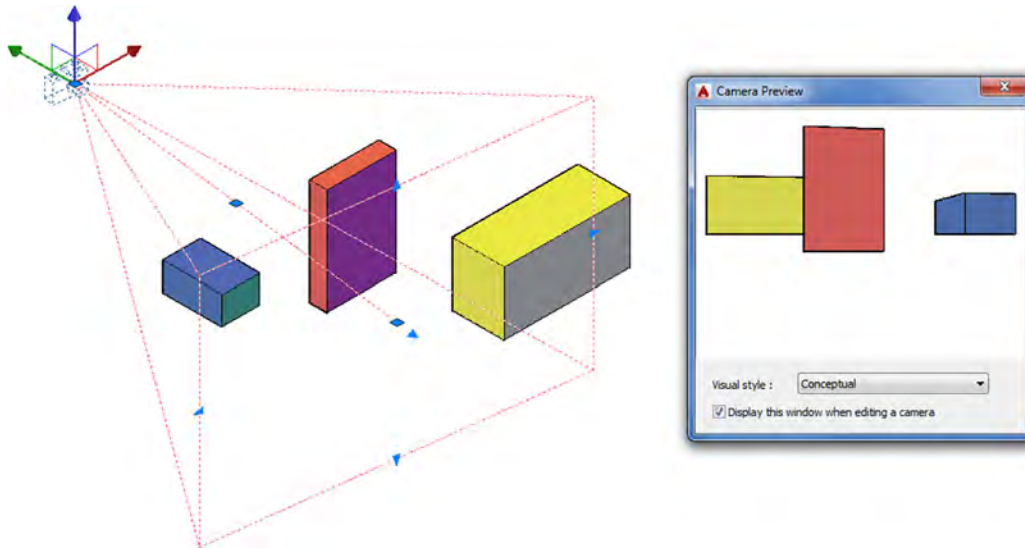 Camera Preview
Visual style :
Conceptual
Display this window when editing a camera